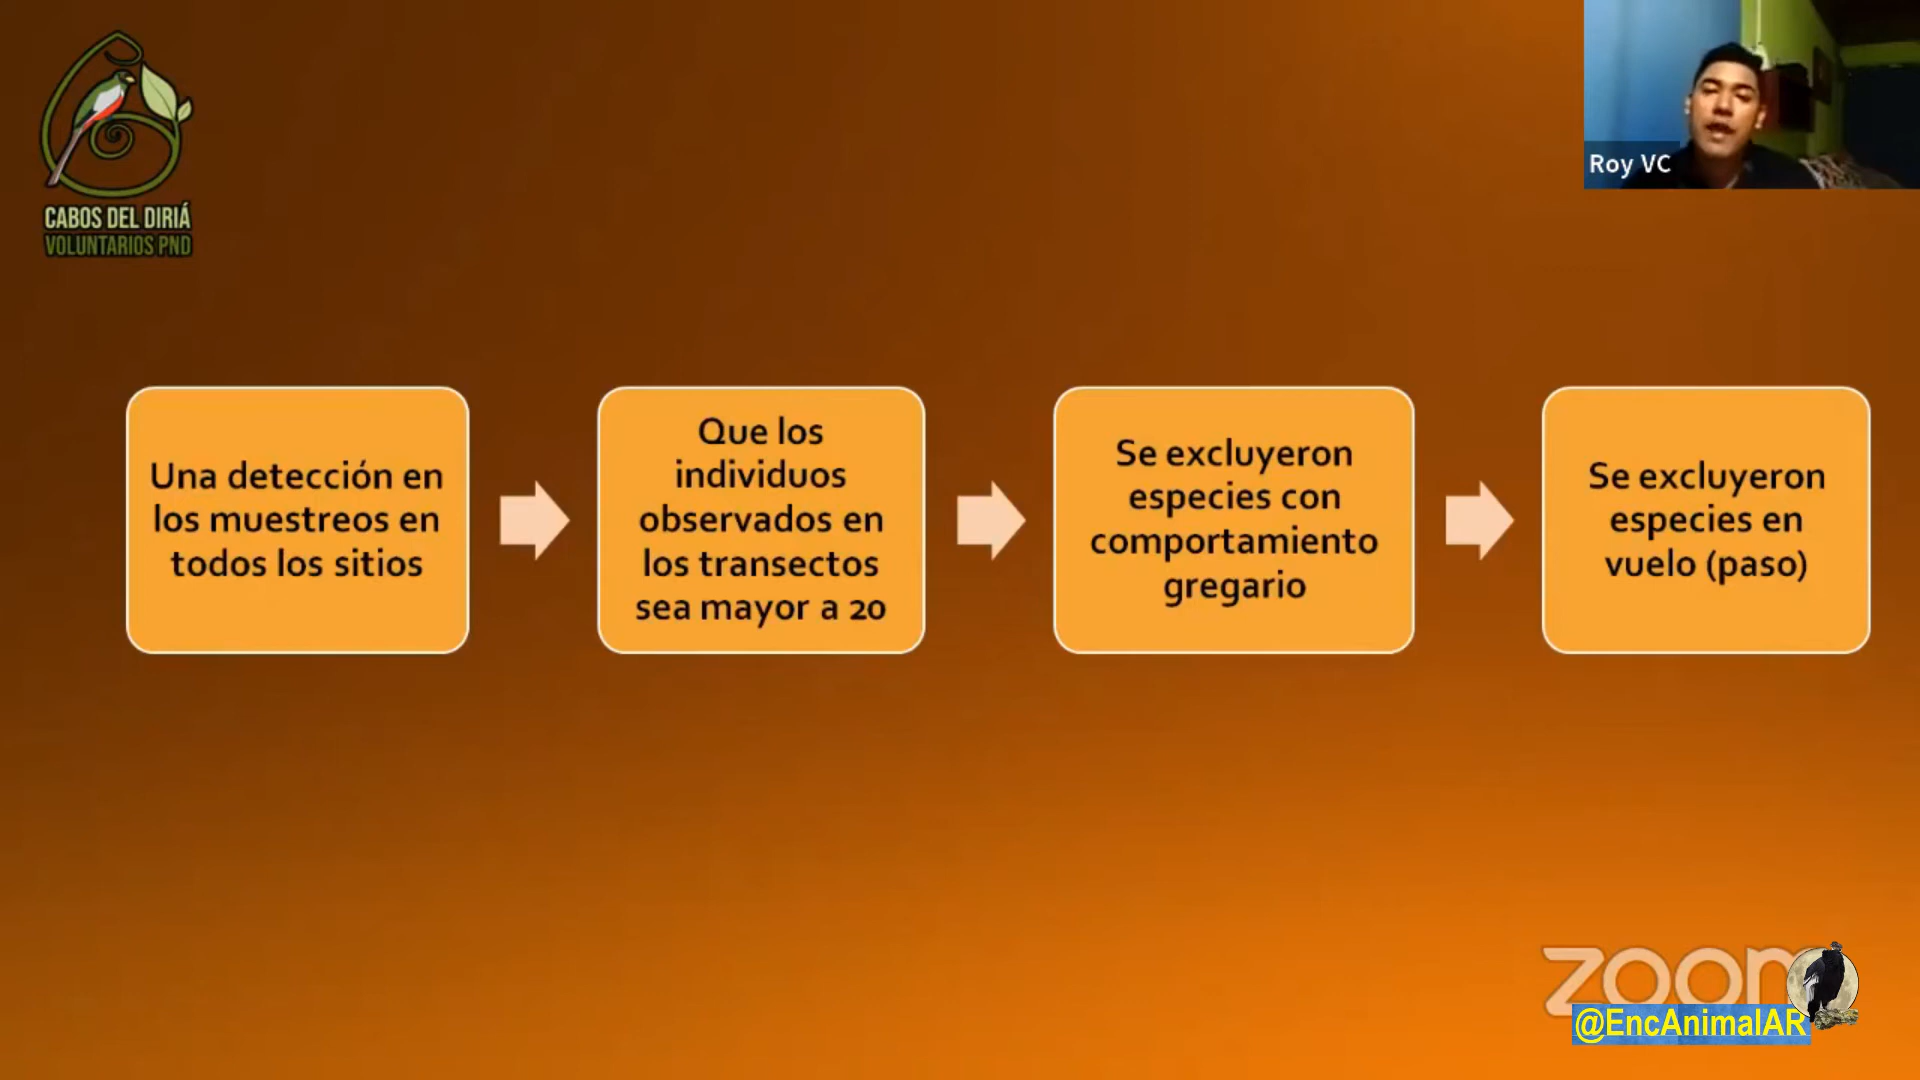 CABOS DEL DIRIÁ
VOLUNTARIOS PND
Roy VC
Una detección en
los muestreos en
todos los sitios
Que los
individuos
observados en
los transectos
sea mayor a 20
Se excluyeron
especies con
comportamiento
gregario
Se excluyeron
especies en
vuelo (paso)
zoom
@EncAnimalAR